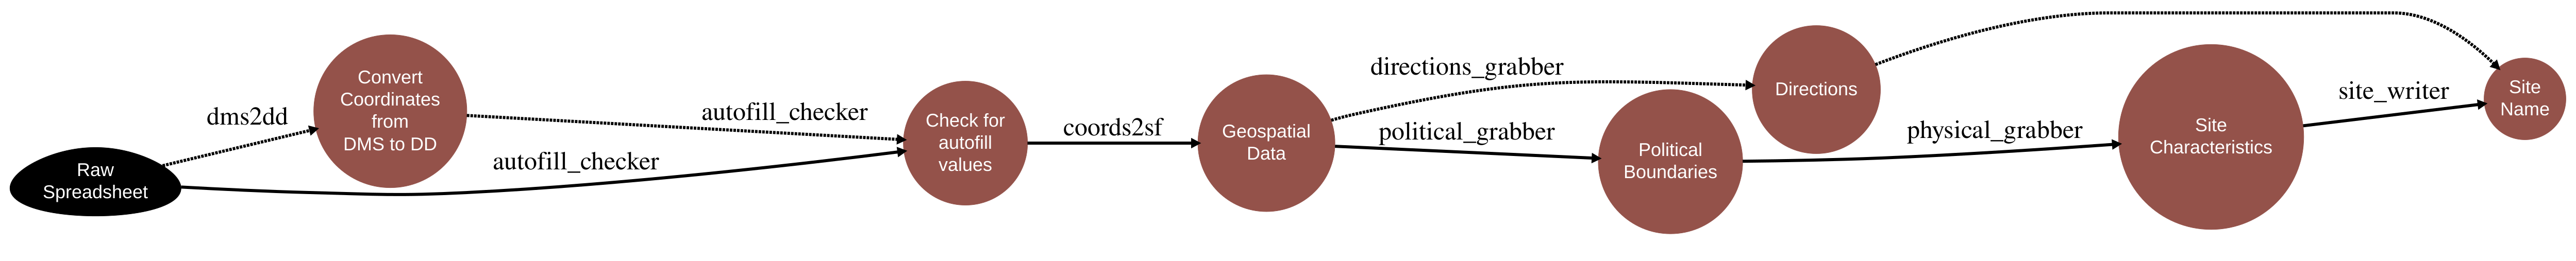 Raw
Spreadsheet
dms2dd
Convert
Coordinates
from
DMS to DD
autofill_checker
autofill_checker
Check for
autofill
values
coords2sf
Geospatial
Data
directions_grabber
political_grabber
Political
Boundaries
Directions
physical_grabber
Site
Characteristics
site_writer
Site
Name